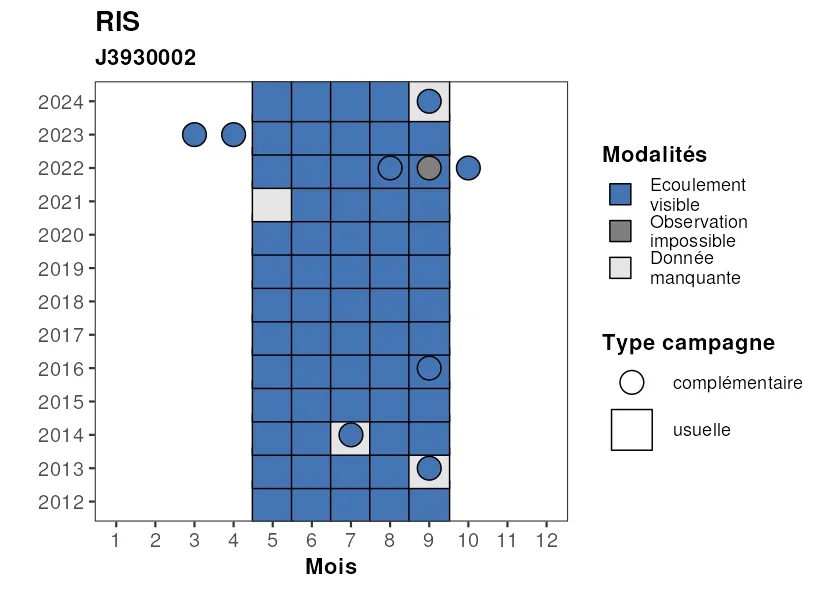 RIS
J3930002
2024
2023
2022
2021
2020
2019
2018
2017
2016
2015
2014
2013
2012
1 2 3 4 5 6 7 8 9 10 11 12
Mois
Modalités
Ecoulement
visible
Observation
impossible
Donnée
manquante
Type campagne
complémentaire
usuelle